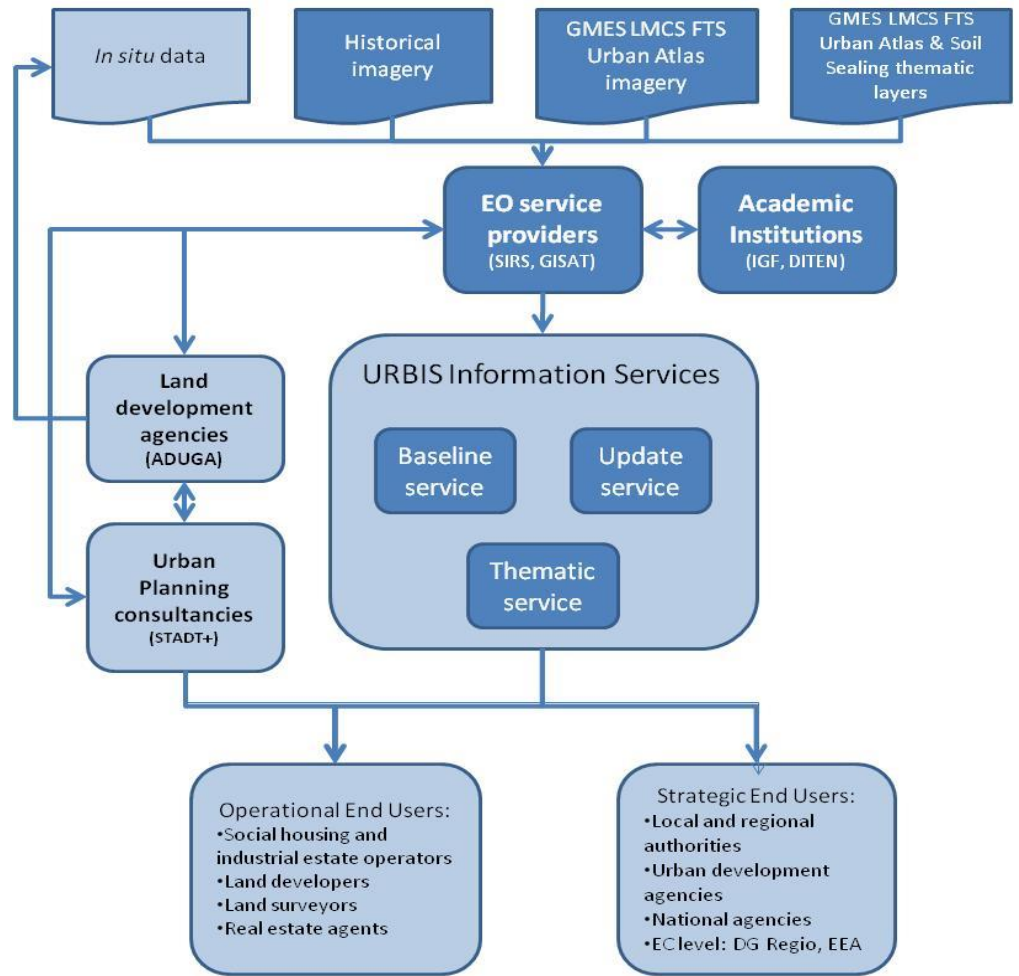 In situ data
Historical
imagery
GMES LMCS FTS
Urban Atlas
imagery
GMES LMCS FTS
Urban Atlas & Soil
Sealing thematic
layers
EO service
providers
(SIRS, GISAT)
Academic
Institutions
(IGF, DITEN)
Land
development
agencies
(ADUGA)
Urban
Planning
consultancies
(STADT+)
URBIS Information Services
Baseline
service
Update
service
Thematic
service
Operational End Users:
•Social housing and
industrial estate operators
•Land developers
•Land surveyors
•Real estate agents
Strategic End Users:
•Local and regional
authorities
•Urban development
agencies
•National agencies
•EC level: DG Regio, EEA